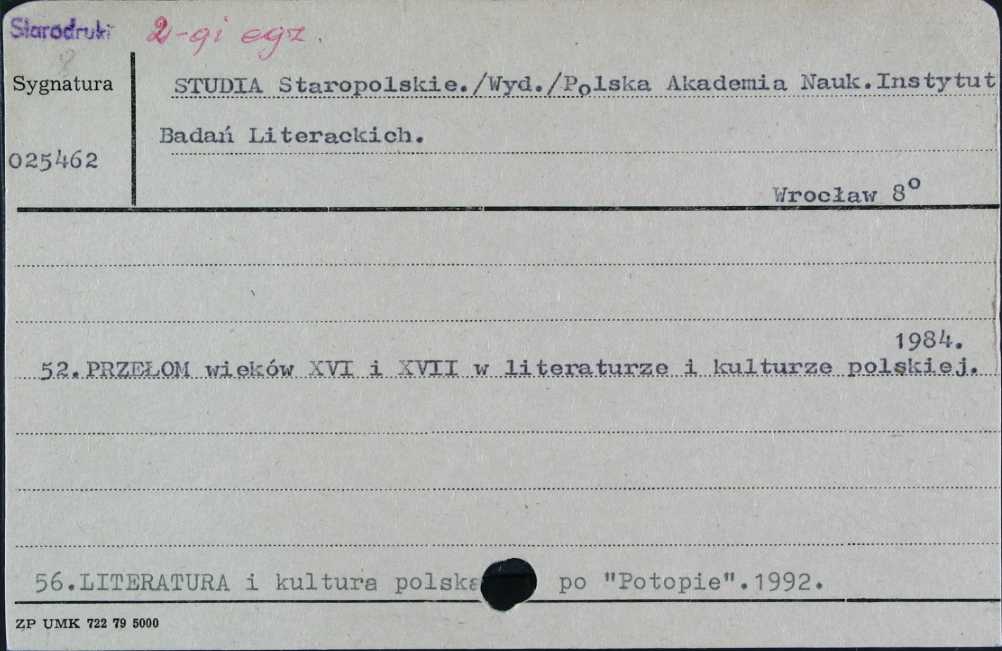 Starodruki 2-gi egz.
Sygnatura
STUDIA Staropolskie./Wyd./Polska Akademia Nauk.Instytut
Badań Literackich.
025462
Wrocław 8°
1984.
52.PRZEŁOM wieków XVI i XVII w literaturze i kulturze polskiej.
56.LITERATURA i kultura polska po "Potopie".1992.
ZP UMK 722 79 5000